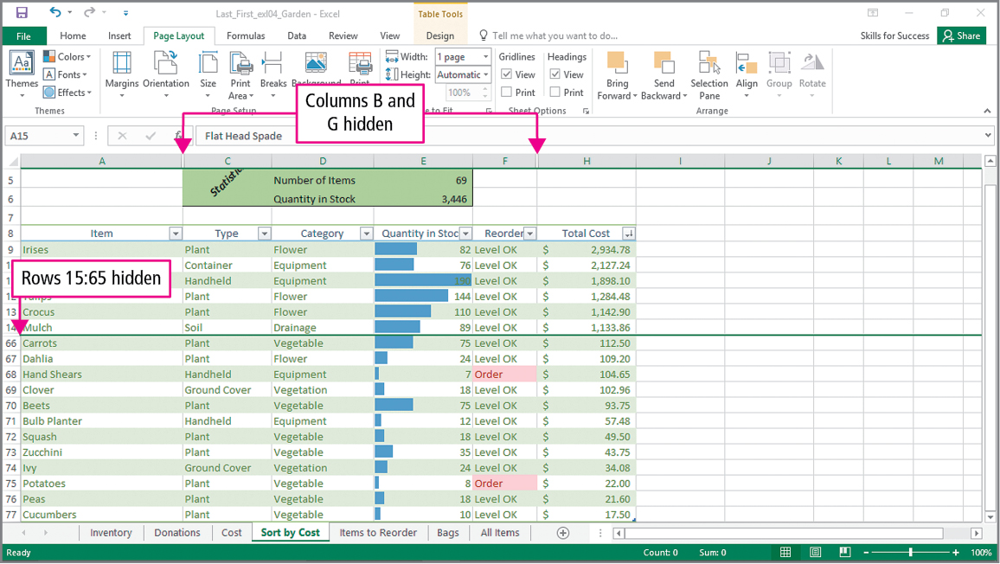 Last_First_exl04_Garden - Excel
Table Tools
File Home Insert Page Layout Formulas Data Review View Design Tell me what you want to do... Skills for Success Share
Themes
Colors
Fonts
Effects
Themes
Margins Orientation Size Print Area Breaks Background Print
Page Setup
Width: 1 page
Height: Automatic
100%
to Fit
Gridlines
View
Print
Headings
View
Print
Sheet Options
Bring Forward Send Backward Selection Pane Align Group Rotate
Arrange
Columns B and
G hidden
A15 Flat Head Spade
A C D E F H I J K L M
5 Number of Items 69
6 Quantity in Stock 3,446
7
8 Item Type Category Quantity in Stoc Reorder Total Cost
9 Irises Plant Flower 82 Level OK $ 2,934.78
Container Equipment 76 Level OK $ 2,127.24
Rows 15:65 hidden
Handheld Equipment 190 Level OK $ 1,898.10
12 Tulips Plant Flower 144 Level OK $ 1,284.48
13 Crocus Plant Flower 110 Level OK $ 1,142.90
14 Mulch Soil Drainage 89 Level OK $ 1,133.86
66 Carrots Plant Vegetable 75 Level OK $ 112.50
67 Dahlia Plant Flower 24 Level OK $ 109.20
68 Hand Shears Handheld Equipment 7 Order $ 104.65
69 Clover Ground Cover Vegetation 18 Level OK $ 102.96
70 Beets Plant Vegetable 75 Level OK $ 93.75
71 Bulb Planter Handheld Equipment 12 Level OK $ 57.48
72 Squash Plant Vegetable 18 Level OK $ 49.50
73 Zucchini Plant Vegetable 35 Level OK $ 43.75
74 Ivy Ground Cover Vegetation 24 Level OK $ 34.08
75 Potatoes Plant Vegetable 8 Order $ 22.00
76 Peas Plant Vegetable 18 Level OK $ 21.60
77 Cucumbers Plant Vegetable 10 Level OK $ 17.50
Inventory Donations Cost Sort by Cost Items to Reorder Bags All Items
Ready Count: 0 Sum: 0 100%